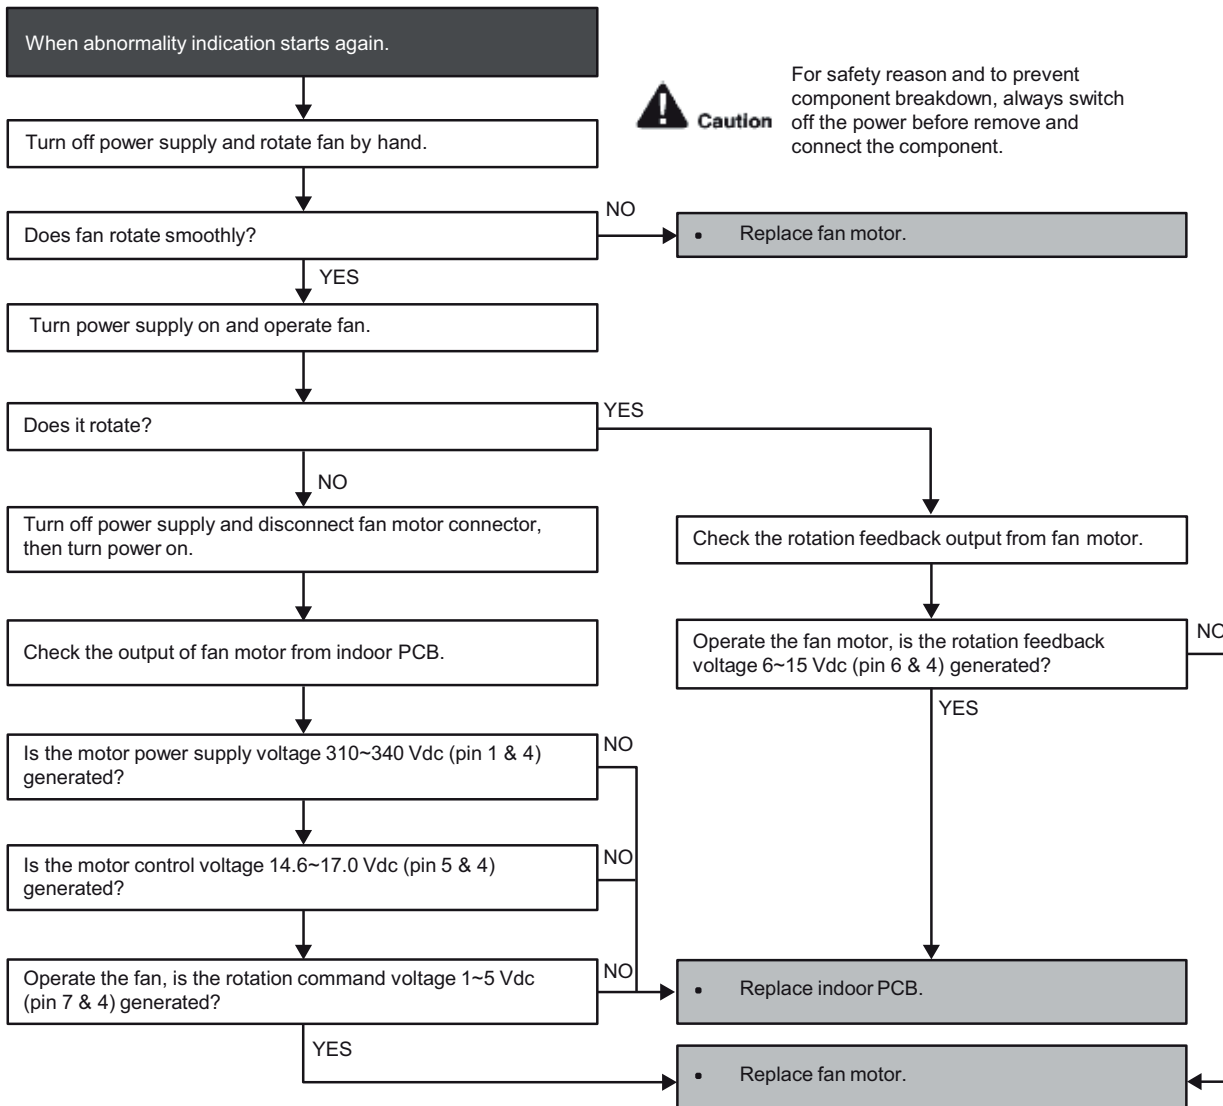 When abnormality indication starts again.
For safety reason and to prevent
component breakdown, always switch
off the power before remove and
connect the component.
Caution
Turn off power supply and rotate fan by hand.
Does fan rotate smoothly?
NO
• Replace fan motor.
YES
Turn power supply on and operate fan.
Does it rotate?
YES
NO
Turn off power supply and disconnect fan motor connector,
then turn power on.
Check the rotation feedback output from fan motor.
Check the output of fan motor from indoor PCB.
Operate the fan motor, is the rotation feedback
voltage 6~15 Vdc (pin 6 & 4) generated?
NO
YES
Is the motor power supply voltage 310~340 Vdc (pin 1 & 4)
generated?
NO
Is the motor control voltage 14.6~17.0 Vdc (pin 5 & 4)
generated?
NO
Operate the fan, is the rotation command voltage 1~5 Vdc
(pin 7 & 4) generated?
NO
• Replace indoor PCB.
YES
• Replace fan motor.